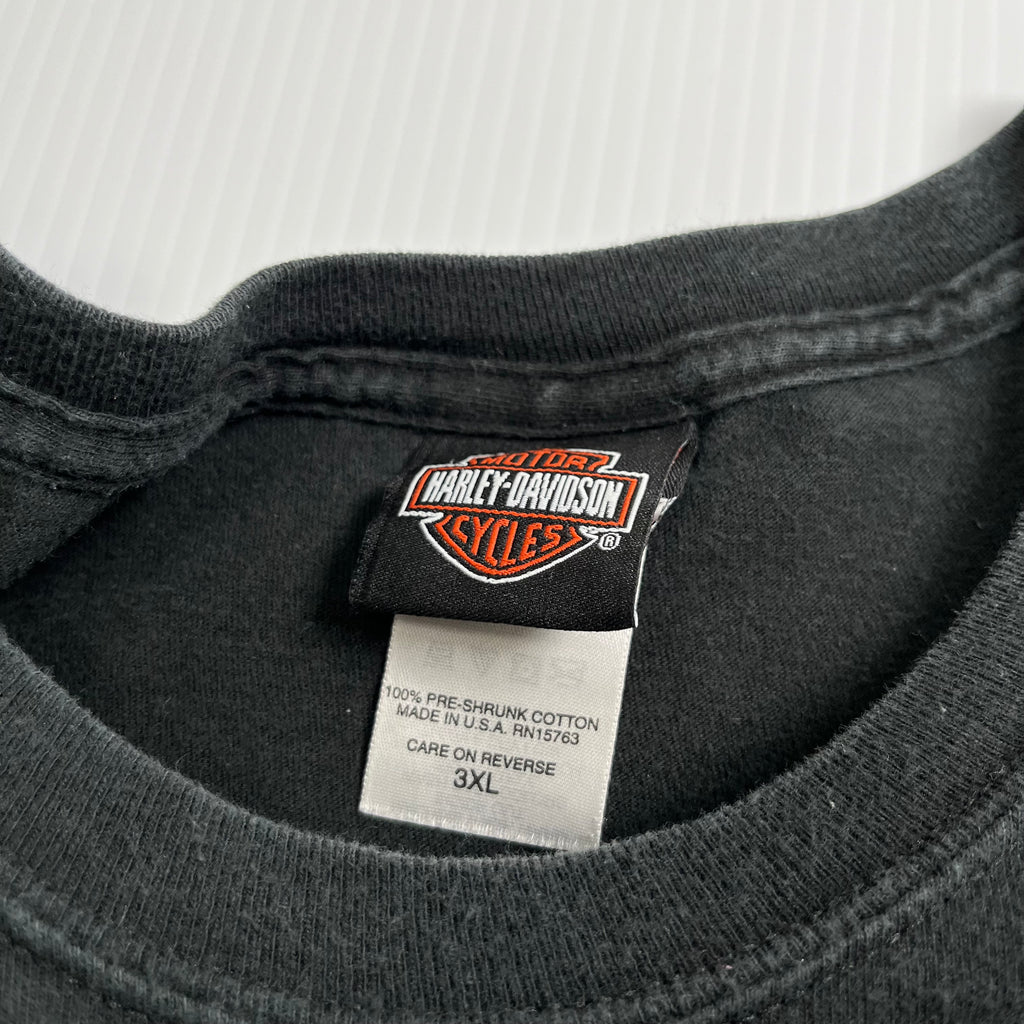 MOTOR
HARLEY-DAVIDSON
CYCLES
®
100% PRE-SHRUNK COTTON
MADE IN U.S.A. RN15763
CARE ON REVERSE
3XL